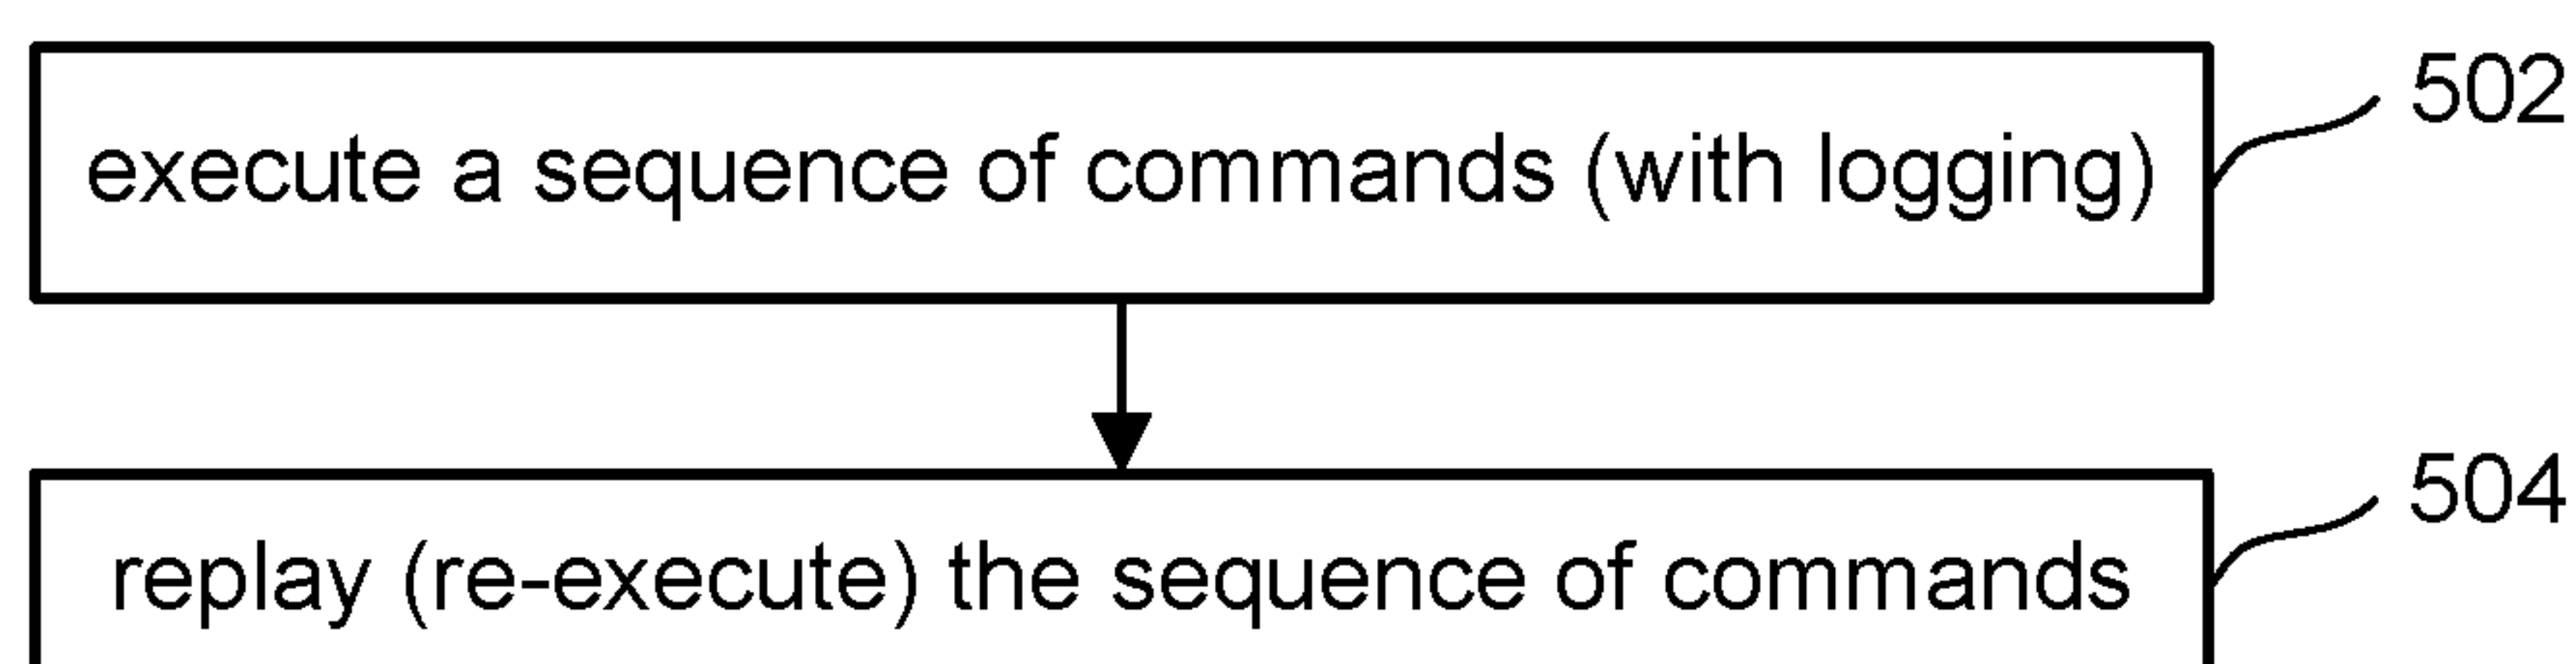 502
execute a sequence of commands (with logging)
504
replay (re-execute) the sequence of commands